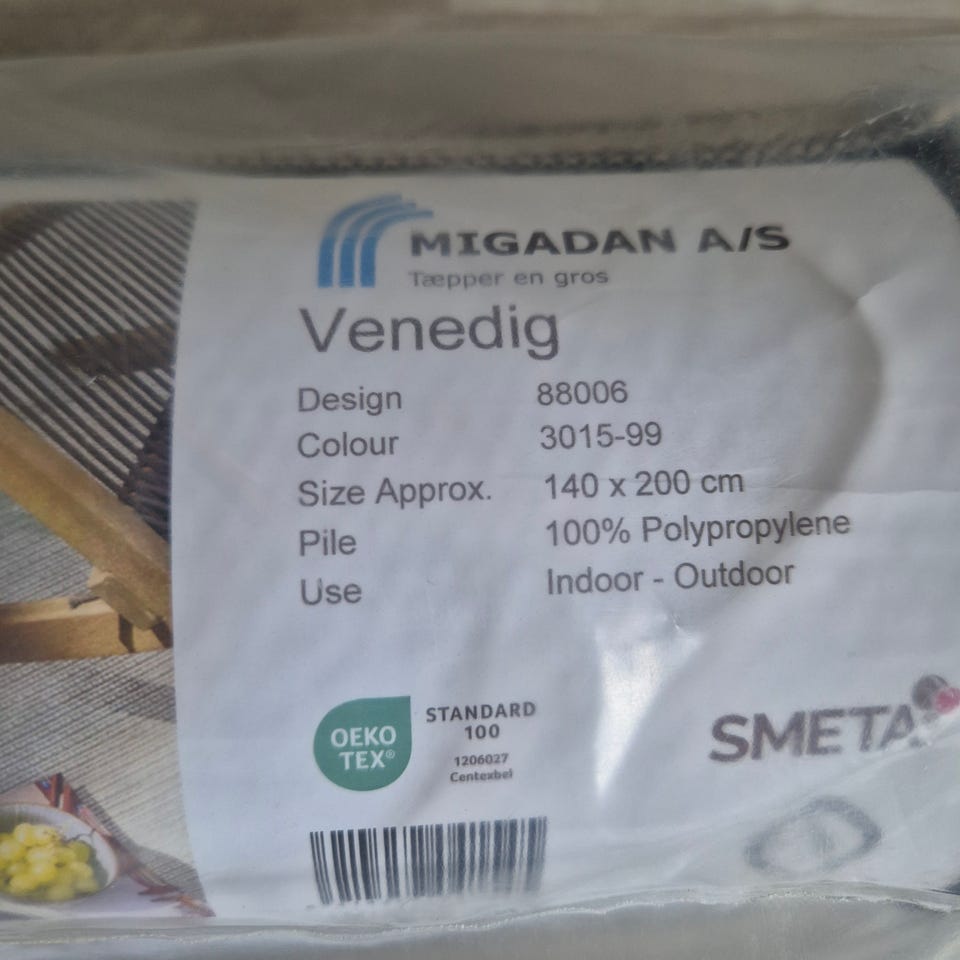 MIGADAN A/S
Tæpper en gros
Venedig
Design 88006
Colour 3015-99
Size Approx. 140 x 200 cm
Pile 100% Polypropylene
Use Indoor - Outdoor
OEKO
TEX®
STANDARD
100
1206027
Centexbel
SMETA